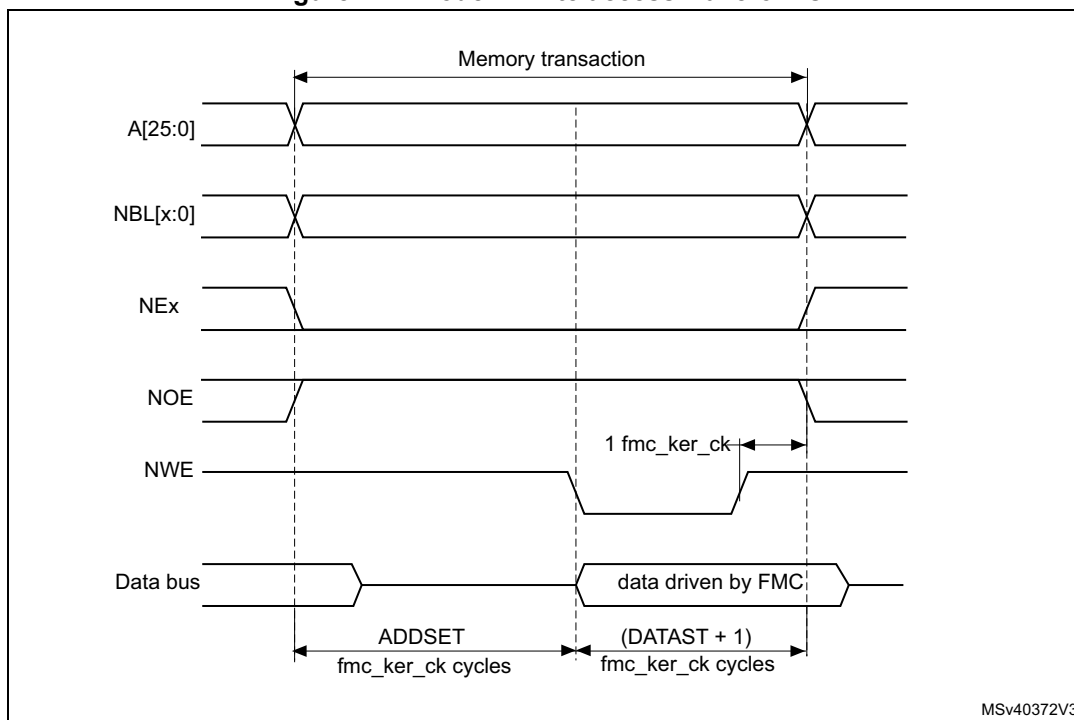 Memory transaction
A[25:0]
NBL[x:0]
NEx
NOE
1 fmc_ker_ck
NWE
Data bus
data driven by FMC
ADDSET
fmc_ker_ck cycles
(DATAST + 1)
fmc_ker_ck cycles
MSv40372V3